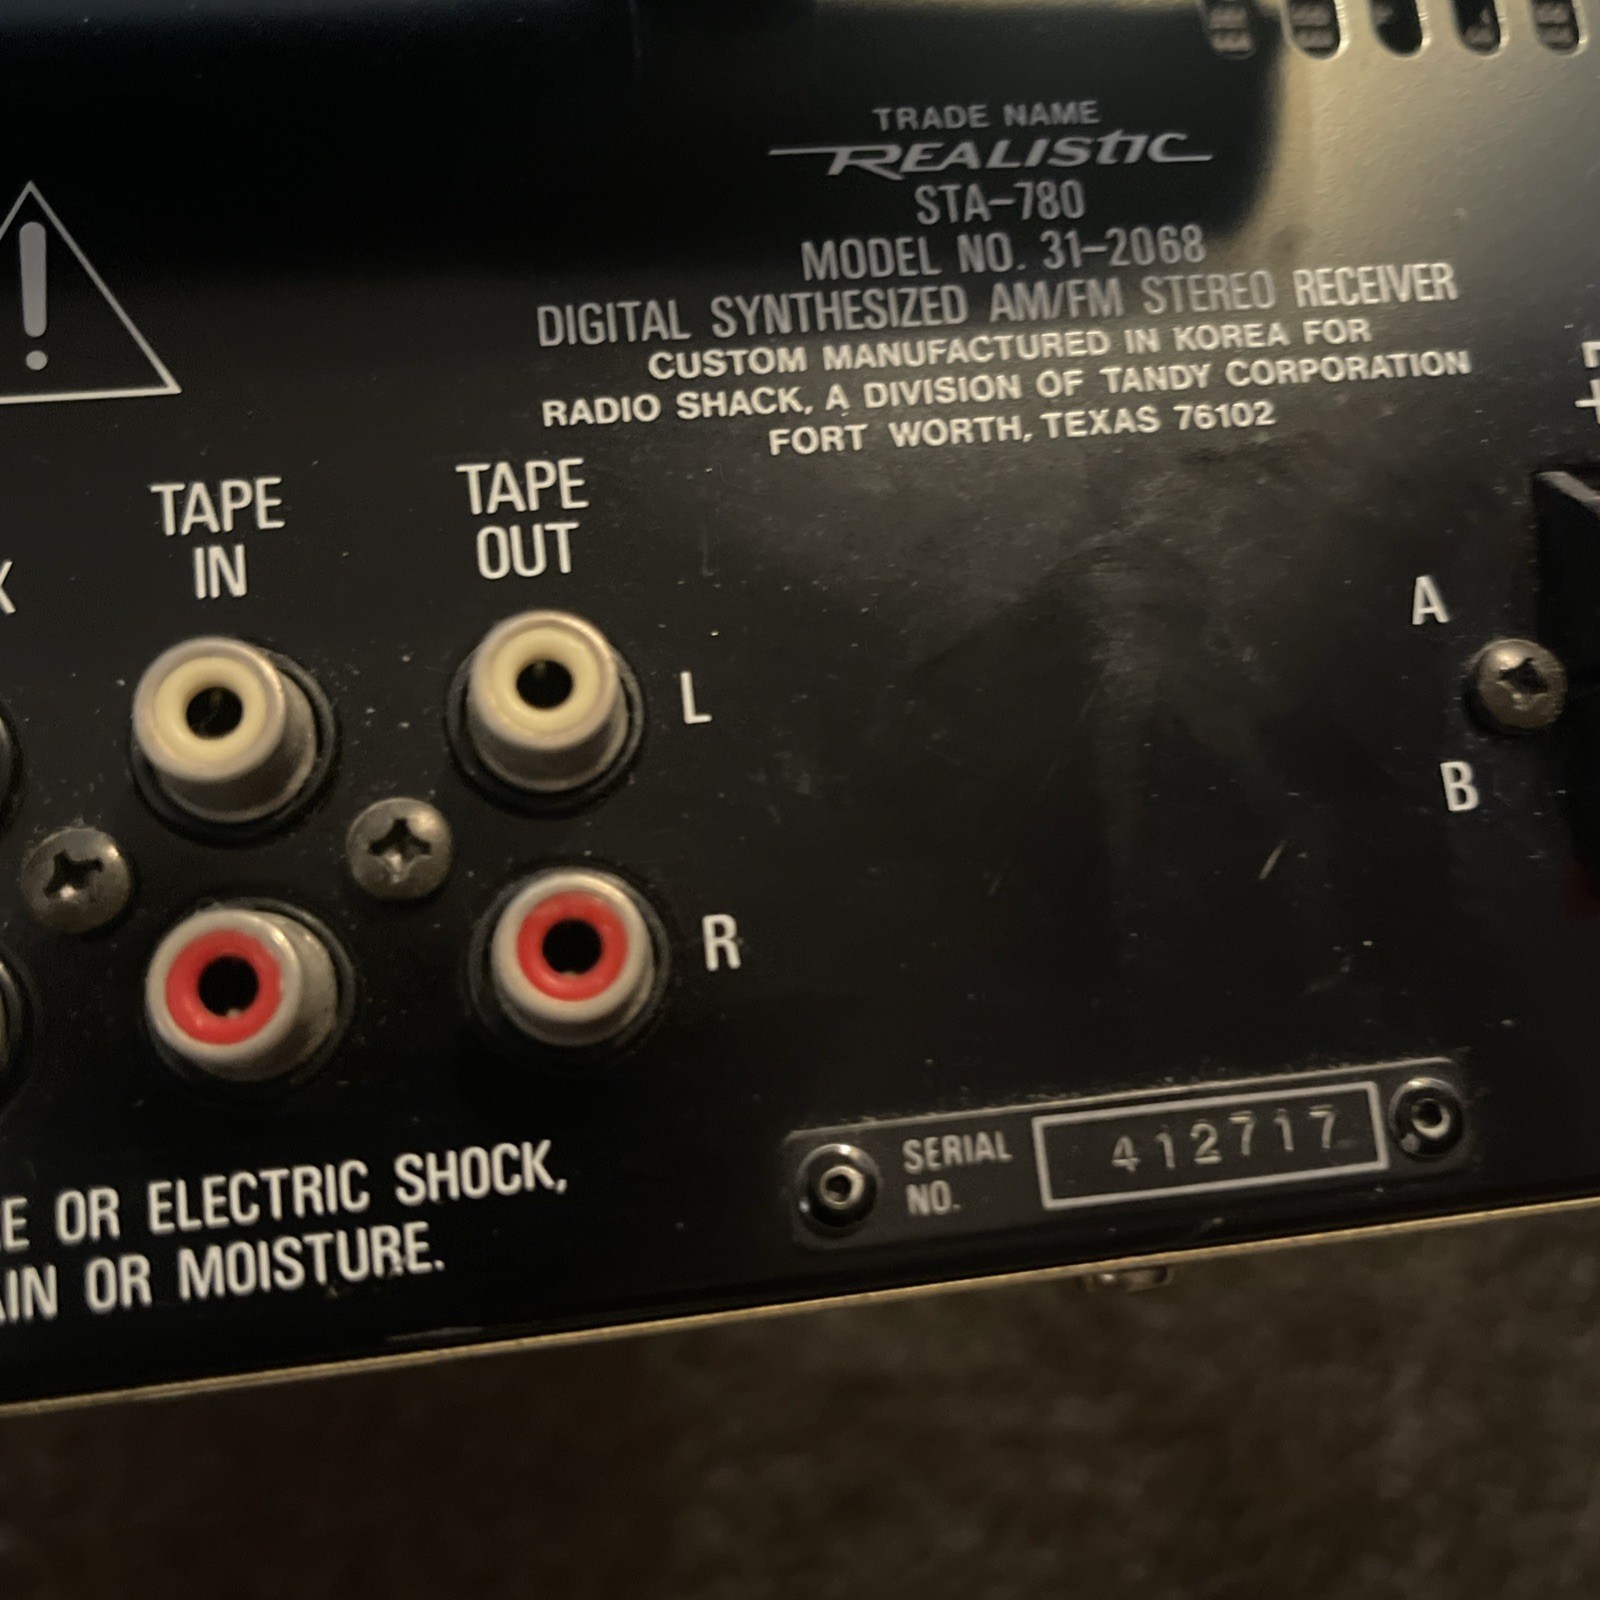 TRADE NAME
REALISTIC
STA-780
MODEL NO. 31-2068
DIGITAL SYNTHESIZED AM/FM STEREO RECEIVER
CUSTOM MANUFACTURED IN KOREA FOR
RADIO SHACK, A DIVISION OF TANDY CORPORATION
FORT WORTH, TEXAS 76102
!
TAPE
IN
TAPE
OUT
L
R
A
B
+
SERIAL
NO.
412717
OR ELECTRIC SHOCK,
OR MOISTURE.